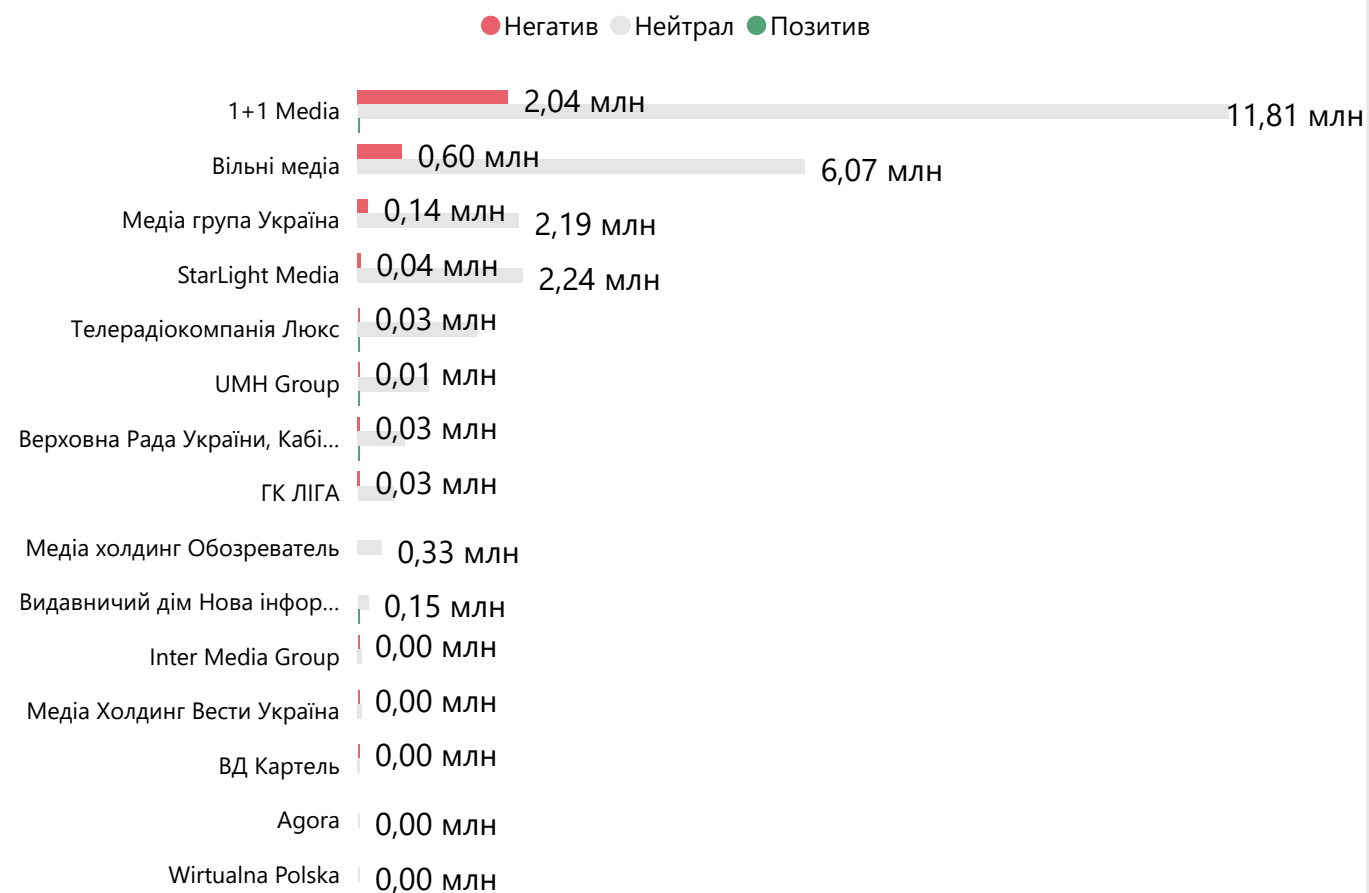 Негатив Нейтрал Позитив
1+1 Media 2,04 млн
11,81 млн
Вільні медіа 0,60 млн
6,07 млн
Медіа група Україна 0,14 млн
2,19 млн
StarLight Media 0,04 млн
2,24 млн
Телерадіокомпанія Люкс 0,03 млн
UMH Group 0,01 млн
Верховна Рада України, Кабі... 0,03 млн
ГК ЛІГА 0,03 млн
Медіа холдинг Обозреватель 0,33 млн
Видавничий дім Нова інфор... 0,15 млн
Inter Media Group 0,00 млн
Медіа Холдинг Вести Україна 0,00 млн
ВД Картель 0,00 млн
Agora 0,00 млн
Wirtualna Polska 0,00 млн